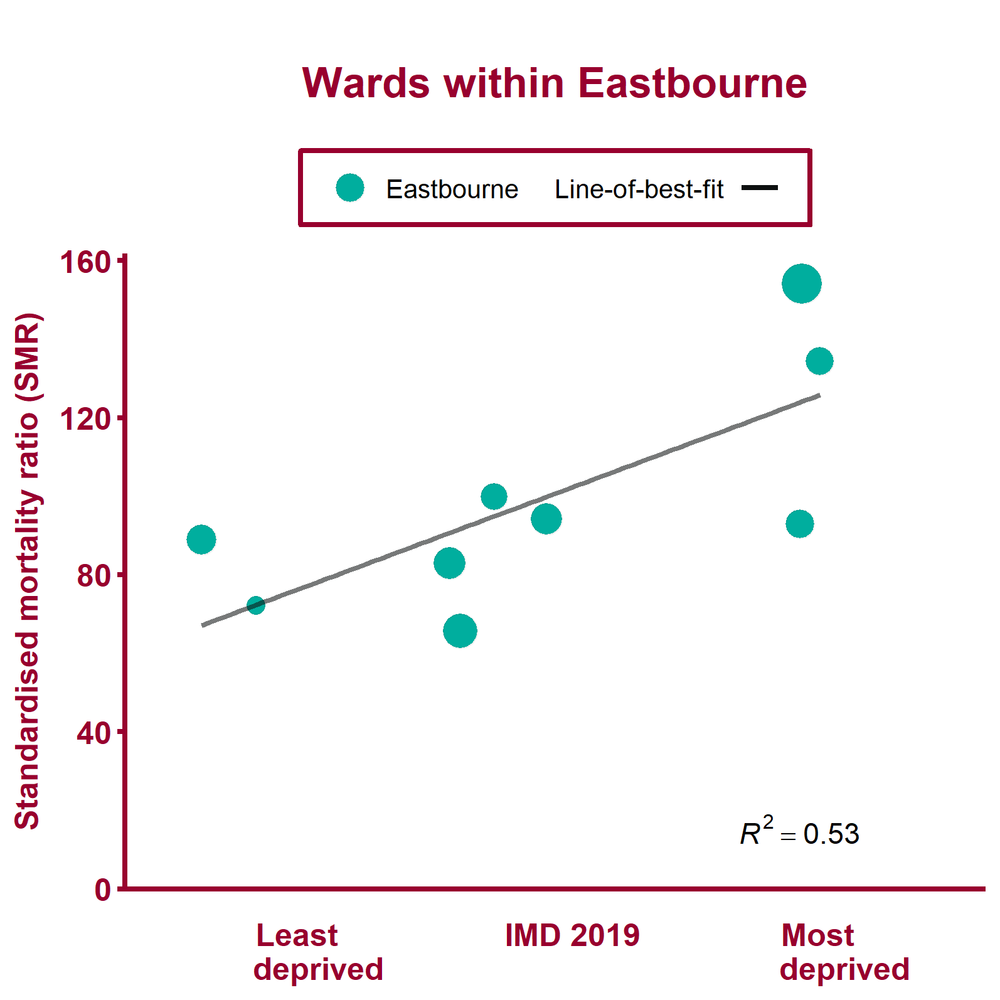 Wards within Eastbourne
Eastbourne Line-of-best-fit
160
120
80
40
0
Standardised mortality ratio (SMR)
R² = 0.53
Least deprived
IMD 2019
Most deprived